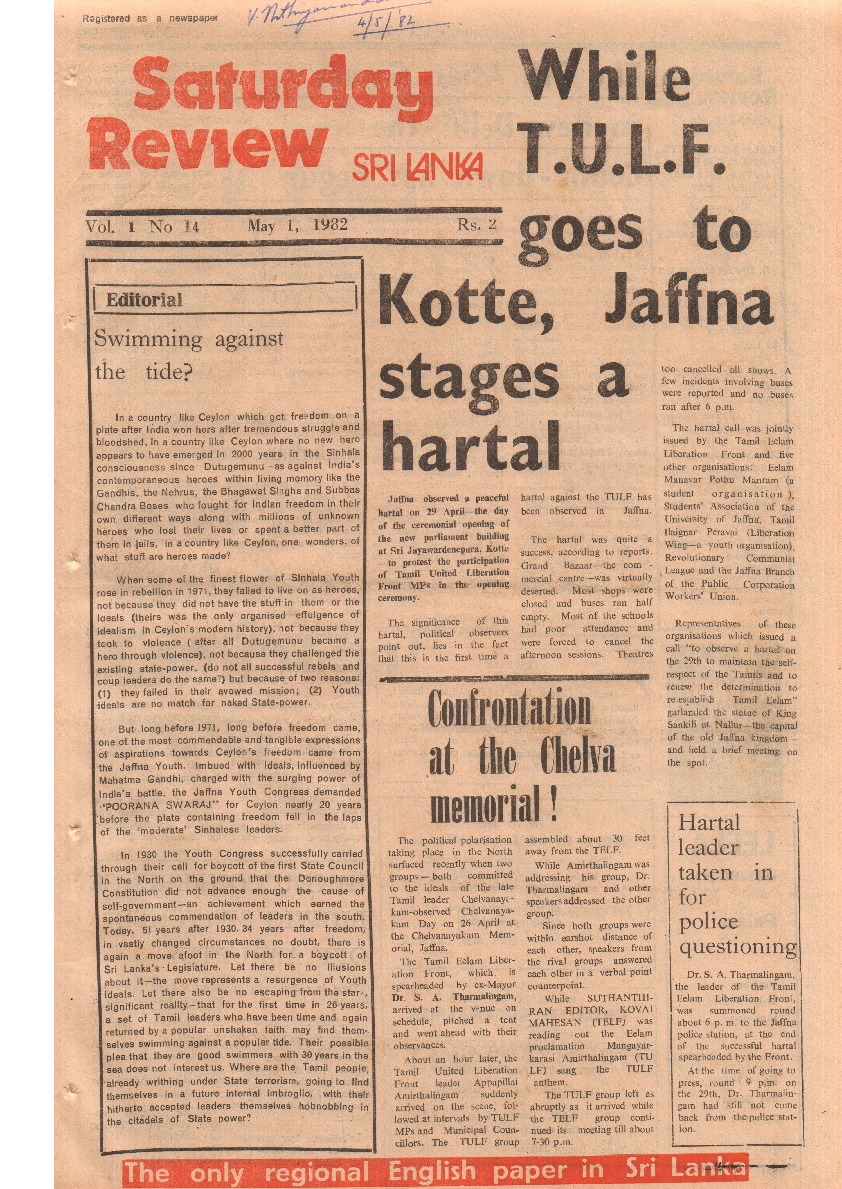 Registered as a newspaper
4/5/'82
Saturday
Review
SRI LANKA
Vol. 1 No 14 May 1, 1982 Rs. 2
While
T.U.L.F.
goes to
Kotte, Jaffna
stages a
hartal
Editorial
Swimming against
the tide?
In a country like Ceylon which got freedom on a
plate after India won hers after tremendous struggle and
bloodshed, in a country like Ceylon where no new hero
appears to have emerged in 2000 years in the Sinhala
consciousness since Dutugemunu -as against India's
contemporaneous heroes within living memory like the
Gandhis, the Nehrus, the Bhagawat Singhs and Subbas
Chandra Boses who fought for Indian freedom in their
own different ways along with millions of unknown
heroes who lost their lives or spent a better part of
them in jails, in a country like Ceylon, one wonders, of
what stuff are heroes made?
When some of the finest flower of Sinhala Youth
rose in rebellion in 1971, they failed to live on as heroes,
not because they did not have the stuff in them or the
ideals (theirs was the only organised effulgence of
idealism in Ceylon's modern history), not because they
took to violence (after all Dutugemunu became a
hero through violence), not because they challenged the
existing state-power, (do not all successful rebels and
coup leaders do the same?) but because of two reasons:
(1) they failed in their avowed mission; (2) Youth
ideals are no match for naked State-power.
But long before 1971, long before freedom came,
one of the most commendable and tangible expressions
of aspirations towards Ceylon's freedom came from
the Jaffna Youth. Imbued with ideals, influenced by
Mahatma Gandhi, charged with the surging power of
India's battle, the Jaffna Youth Congress demanded
"POORANA SWARAJ" for Ceylon nearly 20 years
before the plate containing freedom fell in the laps
of the 'moderate' Sinhalese leaders.
In 1930 the Youth Congress successfully carried
through their call for boycott of the first State Council
in the North on the ground that the Donoughmore
Constitution did not advance enough the cause of
self-government—an achievement which earned the
spontaneous commendation of leaders in the south.
Today, 51 years after 1930, 34 years after freedom,
in vastly changed circumstances no doubt, there is
again a move afoot in the North for a boycott of
Sri Lanka's Legislature. Let there be no illusions
about it—the move represents a resurgence of Youth
ideals. Let there also be no escaping from the stark,
significant reality—that for the first time in 26 years,
a set of Tamil leaders who have been time and again
returned by a popular unshaken faith may find them-
selves swimming against a popular tide. Their possible
plea that they are good swimmers with 30 years in the
sea does not interest us. Where are the Tamil people,
already writhing under State terrorism, going to find
themselves in a future internal imbroglio, with their
hitherto accepted leaders themselves hobnobbing in
the citadels of State power?
Jaffna observed a peaceful
hartal on 29 April—the day
of the ceremonial opening of
the new parliament building
at Sri Jayawardenepura, Kotte
—to protest the participation
of Tamil United Liberation
Front MPs in the opening
ceremony.
The significance of this
hartal, political observers
point out, lies in the fact
that this is the first time a
hartal against the TULF has
been observed in Jaffna.
The hartal was quite a
success, according to reports.
Grand Bazaar the com -
mercial centre—was virtually
deserted. Most shops were
closed and buses ran half
empty. Most of the schools
had poor attendance and
were forced to cancel the
afternoon sessions. Theatres
too cancelled all shows. A
few incidents involving buses
were reported and no buses
ran after 6 p.m.
The hartal call was jointly
issued by the Tamil Eelam
Liberation Front and five
other organisations: Eelam
Manavar Pothu Manram (a
student organisation),
Students' Association of the
University of Jaffna, Tamil
Ilaignar Peravai (Liberation
Wing—a youth organisation),
Revolutionary Communist
League and the Jaffna Branch
of the Public Corporation
Workers' Union.
Representatives of these
organisations which issued a
call "to observe a hartal on
the 29th to maintain the self-
respect of the Tamils and to
renew the determination to
re-establish Tamil Eelam"
garlanded the statue of King
Sankili at Nallur—the capital
of the old Jaffna kingdom—
and held a brief meeting on
the spot.
Confrontation
at the Chelva
memorial !
The political polarisation
taking place in the North
surfaced recently when two
groups — both committed
to the ideals of the late
Tamil leader Chelvanaya-
kam-observed Chelvanaya-
kam Day on 26 April at
the Chelvanayakam Mem-
orial, Jaffna.
The Tamil Eelam Liber-
ation Front, which is
spearheaded by ex-Mayor
Dr. S. A. Tharmalingam,
arrived at the venue on
schedule, pitched a tent
and went ahead with their
observances.
About an hour later, the
Tamil United Liberation
Front leader Appapillai
Amirthalingam suddenly
arrived on the scene, fol-
lowed at intervals by TULF
MPs and Municipal Coun-
cillors. The TULF group
assembled about 30 feet
away from the TELF.
While Amirthalingam was
addressing his group, Dr.
Tharmalingam and other
speakers addressed the other
group.
Since both groups were
within earshot distance of
each other, speakers from
the rival groups answered
each other in a verbal point
counterpoint.
While SUTHANTHI-
RAN EDITOR, KOVAI
MAHESAN (TELF) was
reading out the Eelam
proclamation Mungayar-
karasi Amirthalingam (TU
LF) sang the TULF
anthem.
The TULF group left as
abruptly as it arrived while
the TELF group conti-
nued its meeting till about
7-30 p.m.
Hartal
leader
taken in
for
police
questioning
Dr. S. A. Tharmalingam,
the leader of the Tamil
Eelam Liberation Front,
was summoned round
about 6 p. m. to the Jaffna
police station, at the end
of the successful hartal
spearheaded by the Front.
At the time of going to
press, round 9 p.m. on
the 29th, Dr. Tharmalin-
gam had still not come
back from the police stat-
ion.
The only regional English paper in Sri Lanka